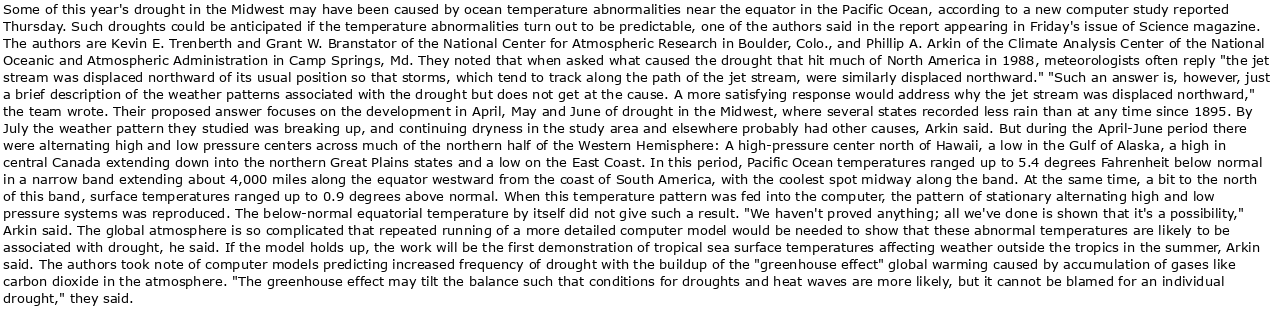 Some of this year's drought in the Midwest may have been caused by ocean temperature abnormalities near the equator in the Pacific Ocean, according to a new computer study reported
Thursday. Such droughts could be anticipated if the temperature abnormalities turn out to be predictable, one of the authors said in the report appearing in Friday's issue of Science magazine.
The authors are Kevin E. Trenberth and Grant W. Branstator of the National Center for Atmospheric Research in Boulder, Colo., and Phillip A. Arkin of the Climate Analysis Center of the National
Oceanic and Atmospheric Administration in Camp Springs, Md. They noted that when asked what caused the drought that hit much of North America in 1988, meteorologists often reply "the jet
stream was displaced northward of its usual position so that storms, which tend to track along the path of the jet stream, were similarly displaced northward." "Such an answer is, however, just
a brief description of the weather patterns associated with the drought but does not get at the cause. A more satisfying response would address why the jet stream was displaced northward,"
the team wrote. Their proposed answer focuses on the development in April, May and June of drought in the Midwest, where several states recorded less rain than at any time since 1895. By
July the weather pattern they studied was breaking up, and continuing dryness in the study area and elsewhere probably had other causes, Arkin said. But during the April-June period there
were alternating high and low pressure centers across much of the northern half of the Western Hemisphere: A high-pressure center north of Hawaii, a low in the Gulf of Alaska, a high in
central Canada extending down into the northern Great Plains states and a low on the East Coast. In this period, Pacific Ocean temperatures ranged up to 5.4 degrees Fahrenheit below normal
in a narrow band extending about 4,000 miles along the equator westward from the coast of South America, with the coolest spot midway along the band. At the same time, a bit to the north
of this band, surface temperatures ranged up to 0.9 degrees above normal. When this temperature pattern was fed into the computer, the pattern of stationary alternating high and low
pressure systems was reproduced. The below-normal equatorial temperature by itself did not give such a result. "We haven't proved anything; all we've done is shown that it's a possibility,"
Arkin said. The global atmosphere is so complicated that repeated running of a more detailed computer model would be needed to show that these abnormal temperatures are likely to be
associated with drought, he said. If the model holds up, the work will be the first demonstration of tropical sea surface temperatures affecting weather outside the tropics in the summer, Arkin
said. The authors took note of computer models predicting increased frequency of drought with the buildup of the "greenhouse effect" global warming caused by accumulation of gases like
carbon dioxide in the atmosphere. "The greenhouse effect may tilt the balance such that conditions for droughts and heat waves are more likely, but it cannot be blamed for an individual
drought," they said.